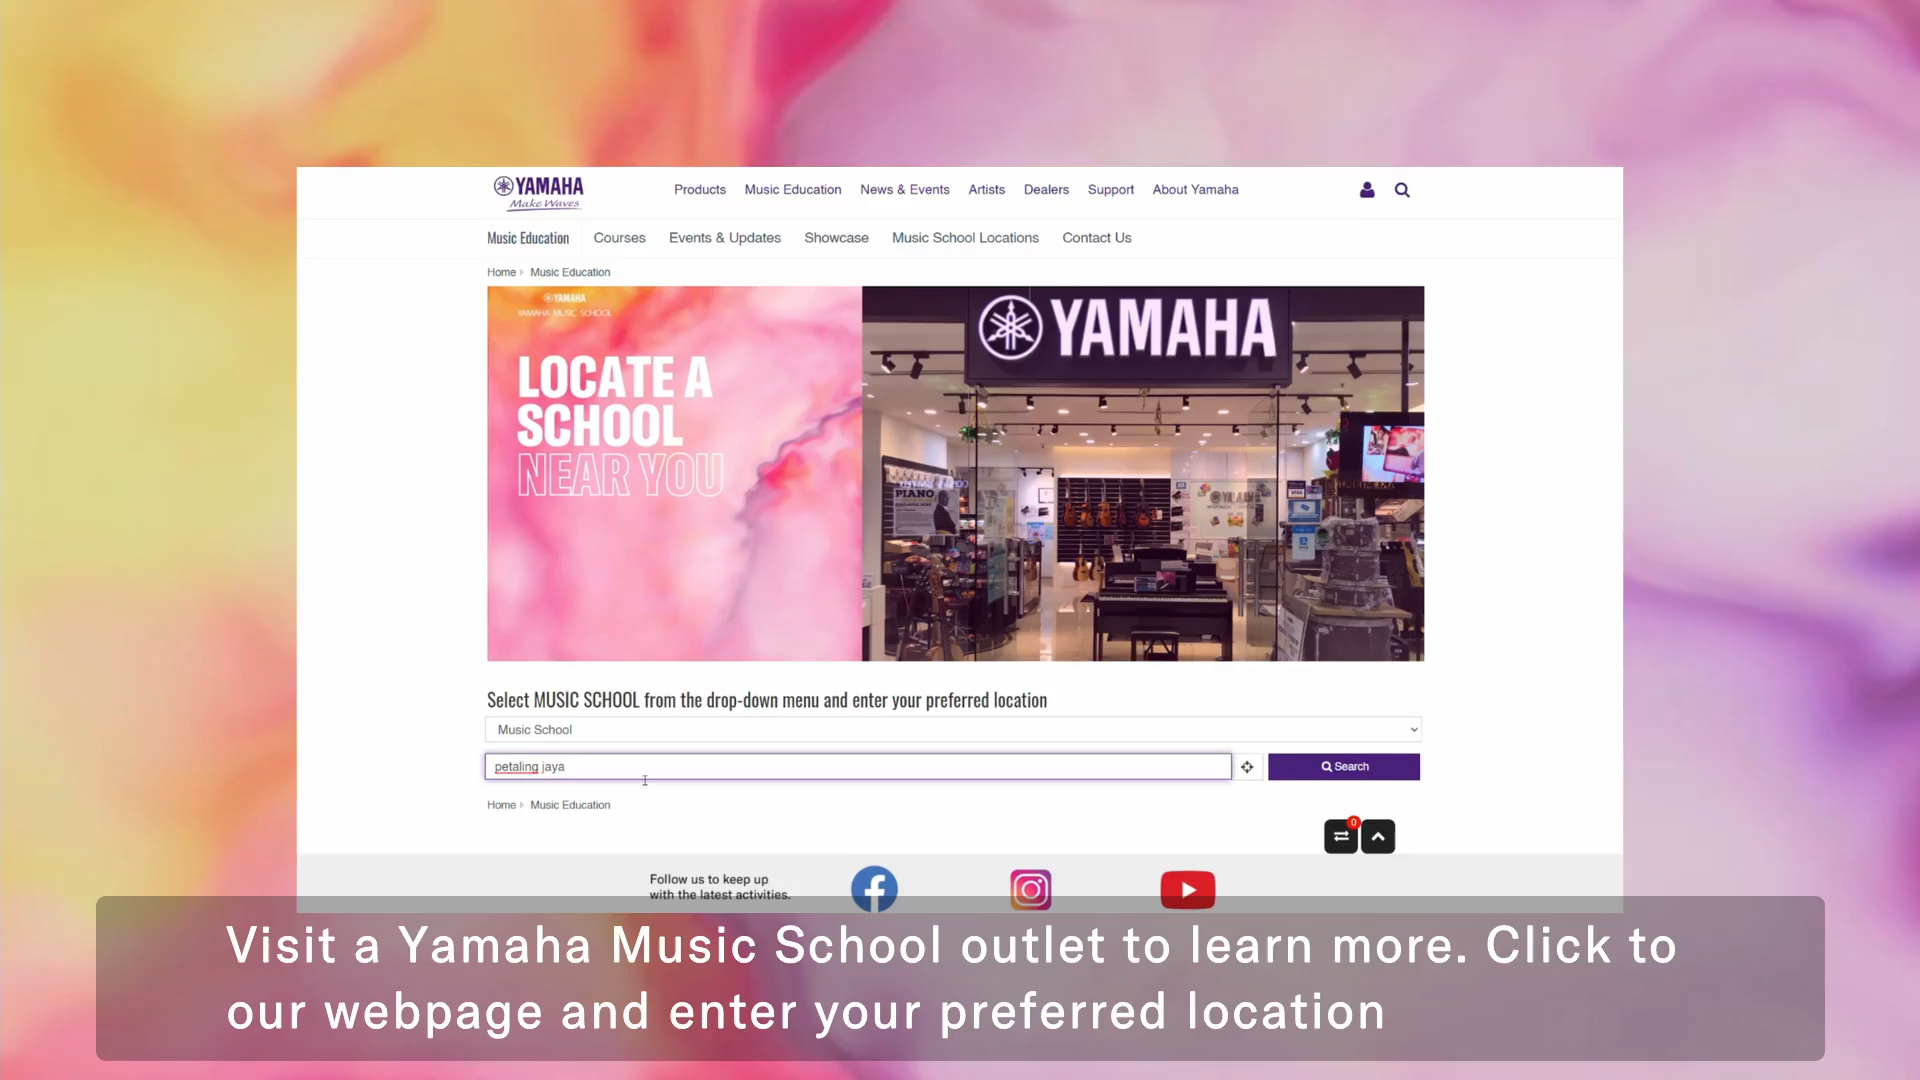 YAMAHA
Make Waves
Products Music Education News & Events Artists Dealers Support About Yamaha
Music Education Courses Events & Updates Showcase Music School Locations Contact Us
Home Music Education
YAMAHA
YAMAHA MUSIC SCHOOL
LOCATE A
SCHOOL
NEAR YOU
YAMAHA
PIANO
VISA
Select MUSIC SCHOOL from the drop-down menu and enter your preferred location
Music School
petaling jaya
Search
Home Music Education
0
Follow us to keep up
with the latest activities.
Visit a Yamaha Music School outlet to learn more. Click to
our webpage and enter your preferred location